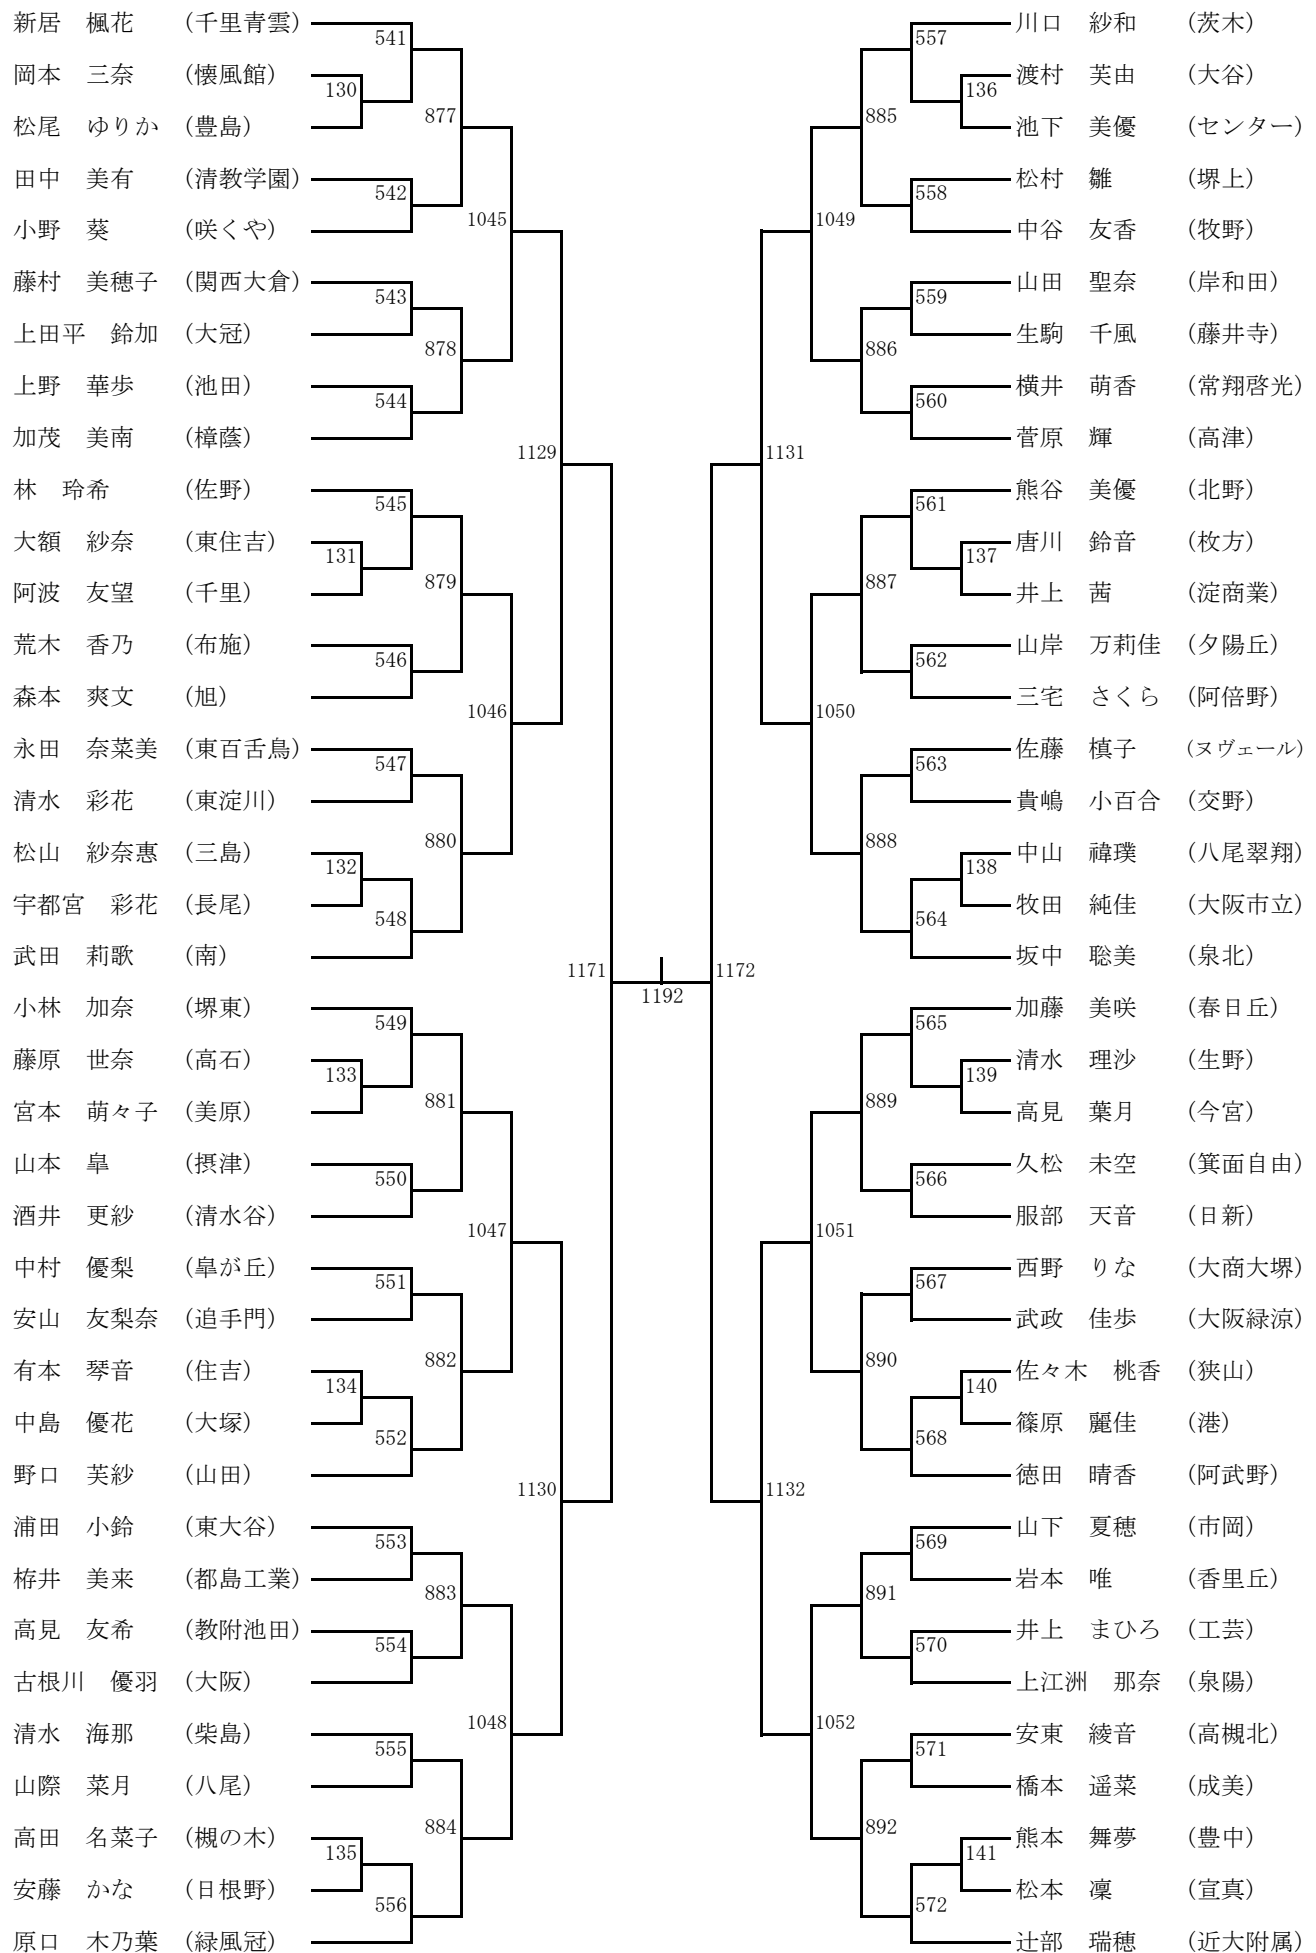 新居　楓花　（千里青雲）
541
岡本　三奈　（懐風館）
130
松尾　ゆりか　（豊島）
877
田中　美有　（清教学園）
542
小野　葵　（咲くや）
1045
藤村　美穂子　（関西大倉）
543
上田平　鈴加　（大冠）
878
上野　華歩　（池田）
544
加茂　美南　（樟蔭）
1129
林　玲希　（佐野）
545
大額　紗奈　（東住吉）
131
阿波　友望　（千里）
879
荒木　香乃　（布施）
546
森本　爽文　（旭）
1046
永田　奈菜美　（東百舌鳥）
547
清水　彩花　（東淀川）
880
松山　紗奈惠　（三島）
132
宇都宮　彩花　（長尾）
548
武田　莉歌　（南）
1171
小林　加奈　（堺東）
549
藤原　世奈　（高石）
133
宮本　萌々子　（美原）
881
山本　皐　（摂津）
550
酒井　更紗　（清水谷）
1047
中村　優梨　（皐が丘）
551
安山　友梨奈　（追手門）
882
有本　琴音　（住吉）
134
中島　優花　（大塚）
552
野口　芙紗　（山田）
1130
浦田　小鈴　（東大谷）
553
栫井　美来　（都島工業）
883
高見　友希　（教附池田）
554
古根川　優羽　（大阪）
1048
清水　海那　（柴島）
555
山際　菜月　（八尾）
884
高田　名菜子　（槻の木）
135
安藤　かな　（日根野）
556
原口　木乃葉　（緑風冠）
1192
川口　紗和　（茨木）
557
渡村　芙由　（大谷）
136
池下　美優　（センター）
885
松村　雛　（堺上）
558
中谷　友香　（牧野）
1049
山田　聖奈　（岸和田）
559
生駒　千風　（藤井寺）
886
横井　萌香　（常翔啓光）
560
菅原　輝　（高津）
1131
熊谷　美優　（北野）
561
唐川　鈴音　（枚方）
137
井上　茜　（淀商業）
887
山岸　万莉佳　（夕陽丘）
562
三宅　さくら　（阿倍野）
1050
佐藤　槙子　（ヌヴェール）
563
貴嶋　小百合　（交野）
888
中山　禕璞　（八尾翠翔）
138
牧田　純佳　（大阪市立）
564
坂中　聡美　（泉北）
1172
加藤　美咲　（春日丘）
565
清水　理沙　（生野）
139
高見　葉月　（今宮）
889
久松　未空　（箕面自由）
566
服部　天音　（日新）
1051
西野　りな　（大商大堺）
567
武政　佳歩　（大阪緑涼）
890
佐々木　桃香　（狭山）
140
篠原　麗佳　（港）
568
徳田　晴香　（阿武野）
1132
山下　夏穂　（市岡）
569
岩本　唯　（香里丘）
891
井上　まひろ　（工芸）
570
上江洲　那奈　（泉陽）
1052
安東　綾音　（高槻北）
571
橋本　遥菜　（成美）
892
熊本　舞夢　（豊中）
141
松本　凜　（宣真）
572
辻部　瑞穂　（近大附属）